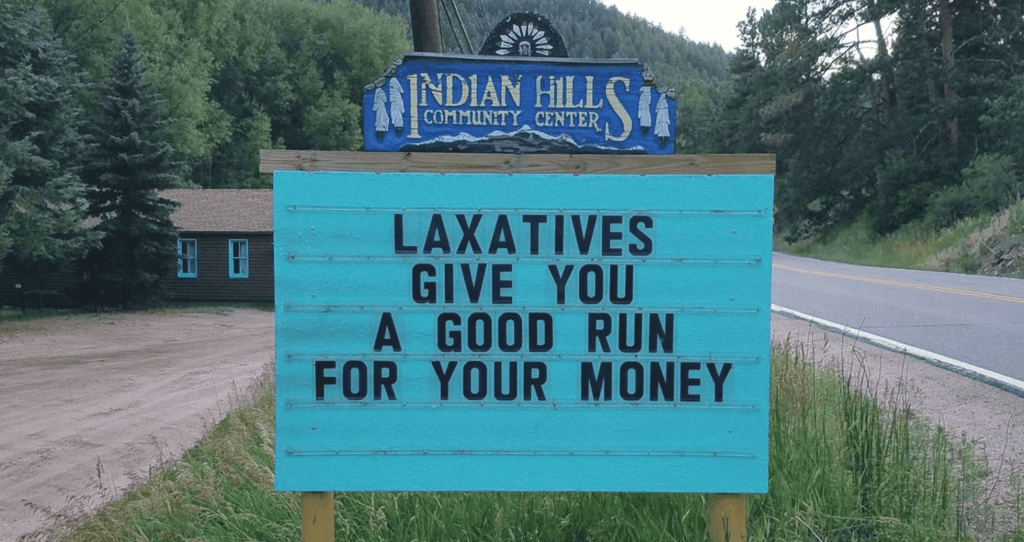 INDIAN HILLS
COMMUNITY CENTER
LAXATIVES
GIVE YOU
A GOOD RUN
FOR YOUR MONEY